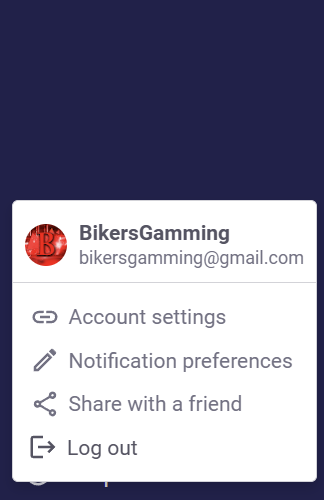 B
BikersGamming
bikersgamming@gmail.com
Account settings
Notification preferences
Share with a friend
Log out